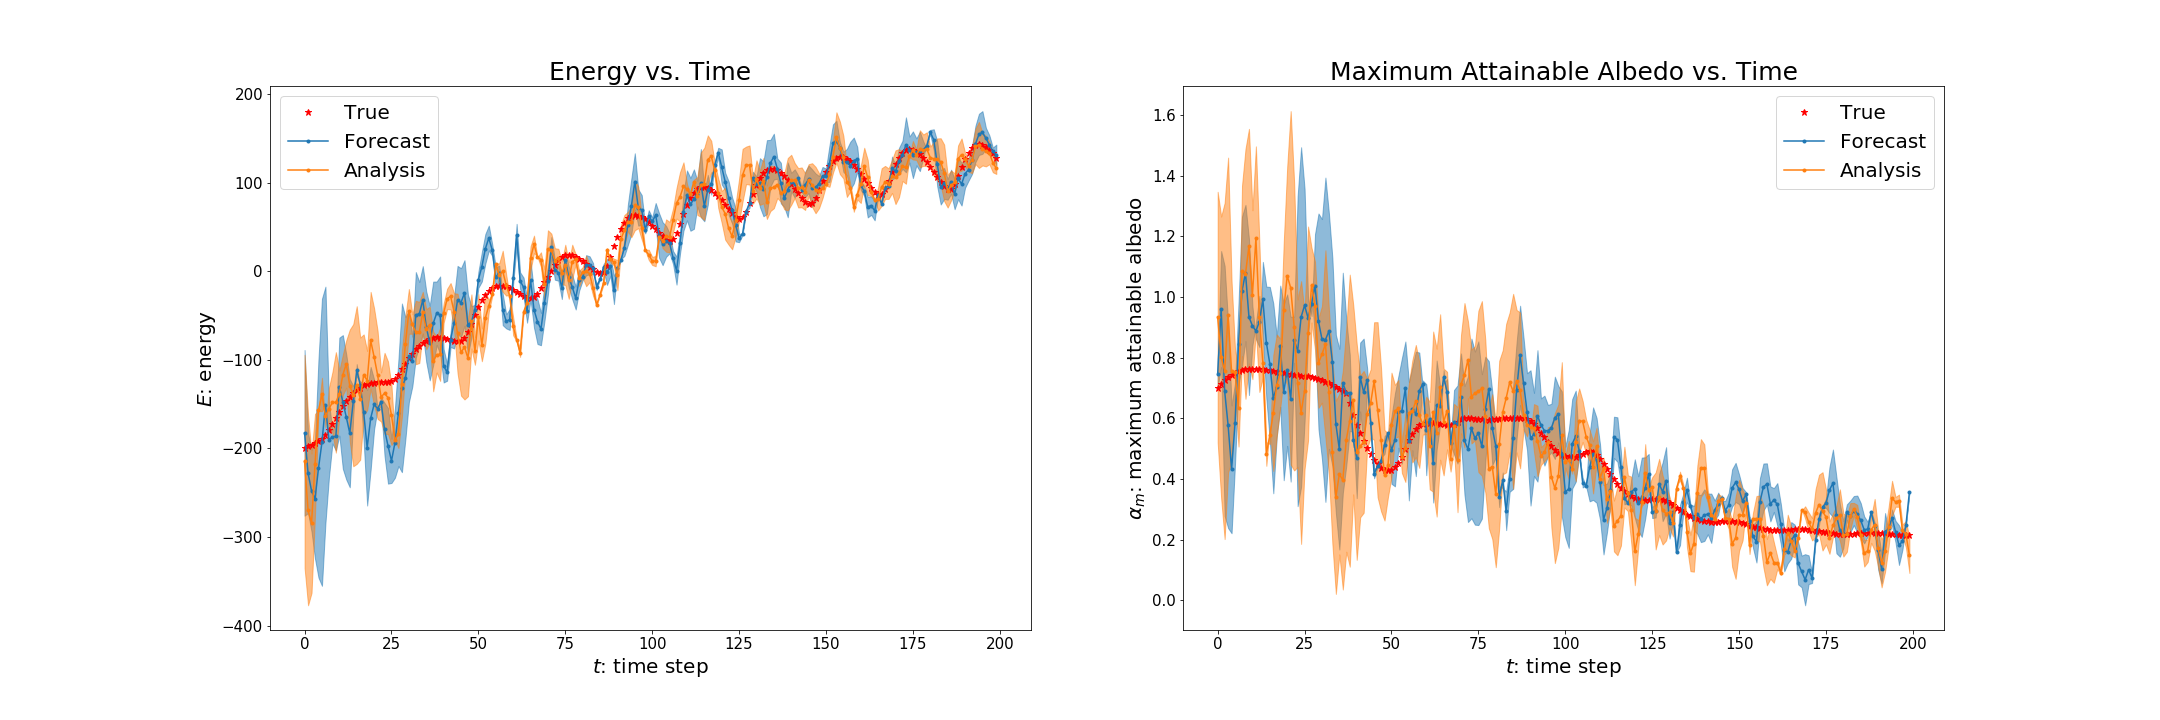 Energy vs. Time
200
100
0
−100
−200
−300
−400
E: energy
True
Forecast
Analysis
0 25 50 75 100 125 150 175 200
t: time step
Maximum Attainable Albedo vs. Time
1.6
1.4
1.2
1.0
0.8
0.6
0.4
0.2
0.0
αm: maximum attainable albedo
True
Forecast
Analysis
0 25 50 75 100 125 150 175 200
t: time step